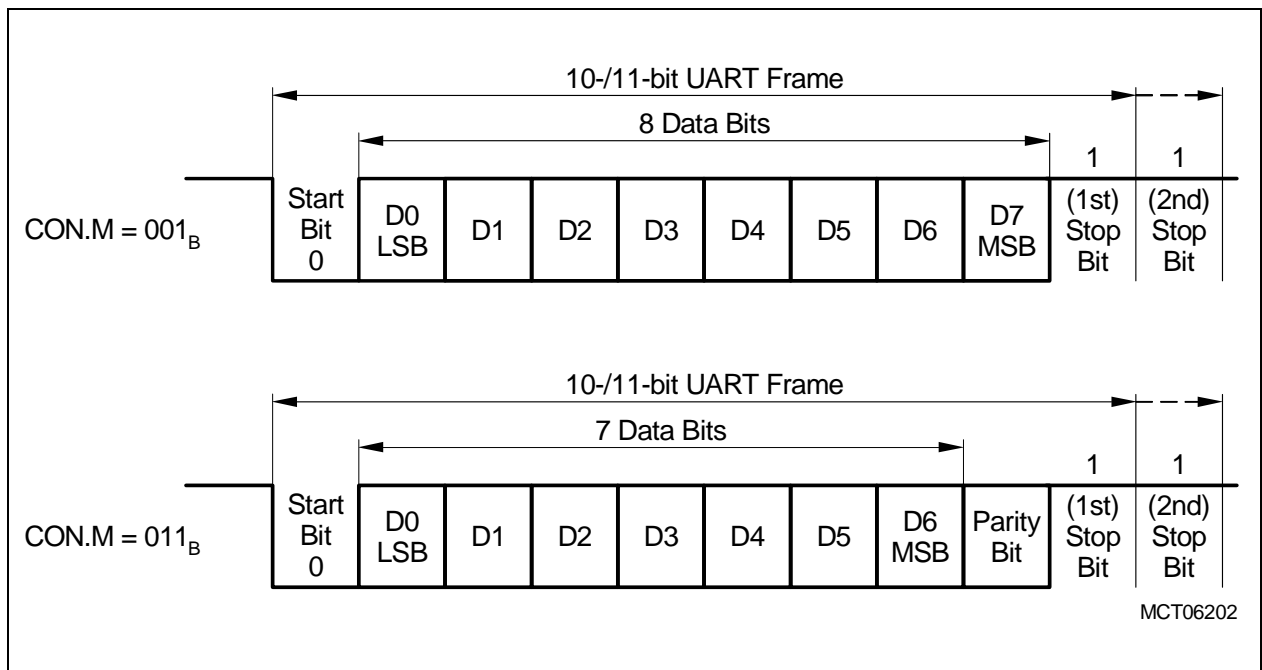 10-/11-bit UART Frame
8 Data Bits
CON.M = 001B
Start Bit 0
D0 LSB
D1
D2
D3
D4
D5
D6
D7 MSB
1
(1st) Stop Bit
1
(2nd) Stop Bit
10-/11-bit UART Frame
7 Data Bits
CON.M = 011B
Start Bit 0
D0 LSB
D1
D2
D3
D4
D5
D6 MSB
Parity Bit
1
(1st) Stop Bit
1
(2nd) Stop Bit
MCT06202